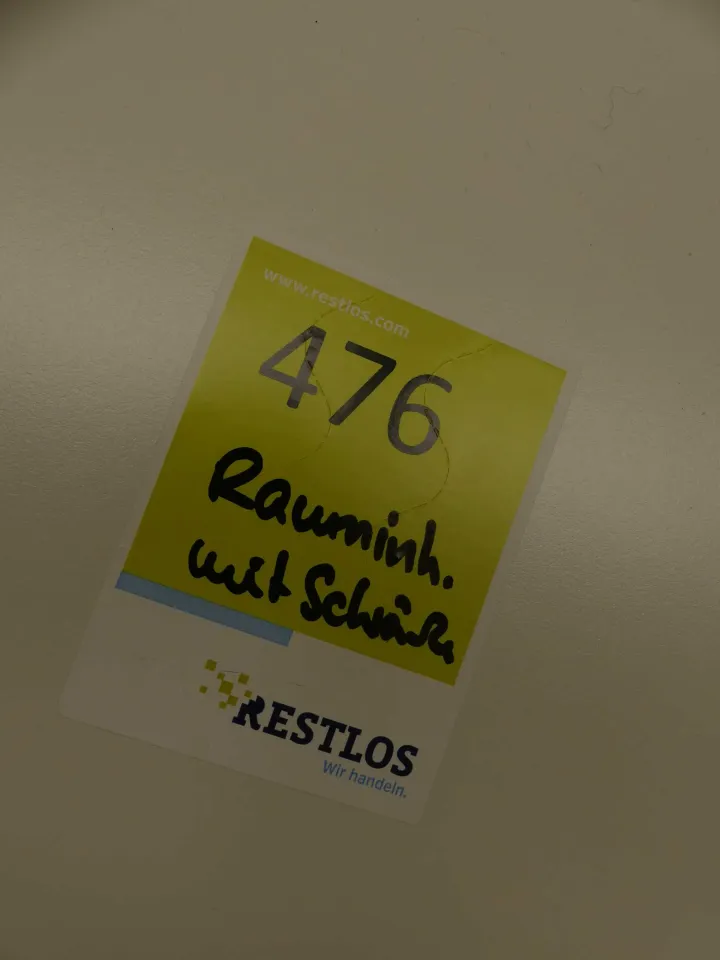 www.restlos.com
476
Rauminh.
mit Schränke
RESTLOS
Wir handeln.